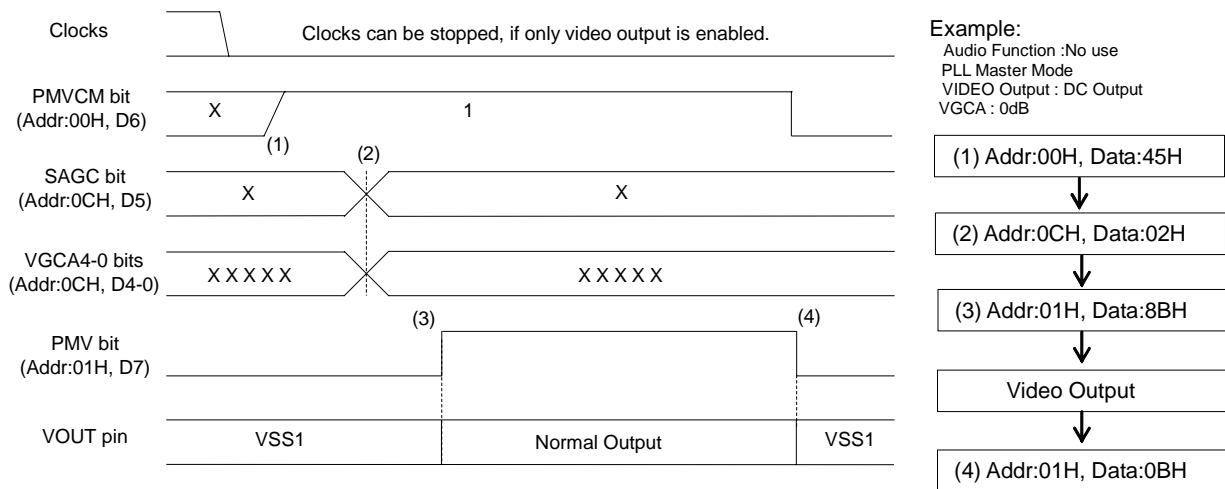 Clocks
Clocks can be stopped, if only video output is enabled.
PMVCM bit
(Addr:00H, D6)
X
1
(1)
(2)
SAGC bit
(Addr:0CH, D5)
X
X
VGCA4-0 bits
(Addr:0CH, D4-0)
X X X X X
X X X X X
(3)
(4)
PMV bit
(Addr:01H, D7)
VOUT pin
VSS1
Normal Output
VSS1
Example:
Audio Function :No use
PLL Master Mode
VIDEO Output : DC Output
VGCA : 0dB
(1) Addr:00H, Data:45H
(2) Addr:0CH, Data:02H
(3) Addr:01H, Data:8BH
Video Output
(4) Addr:01H, Data:0BH